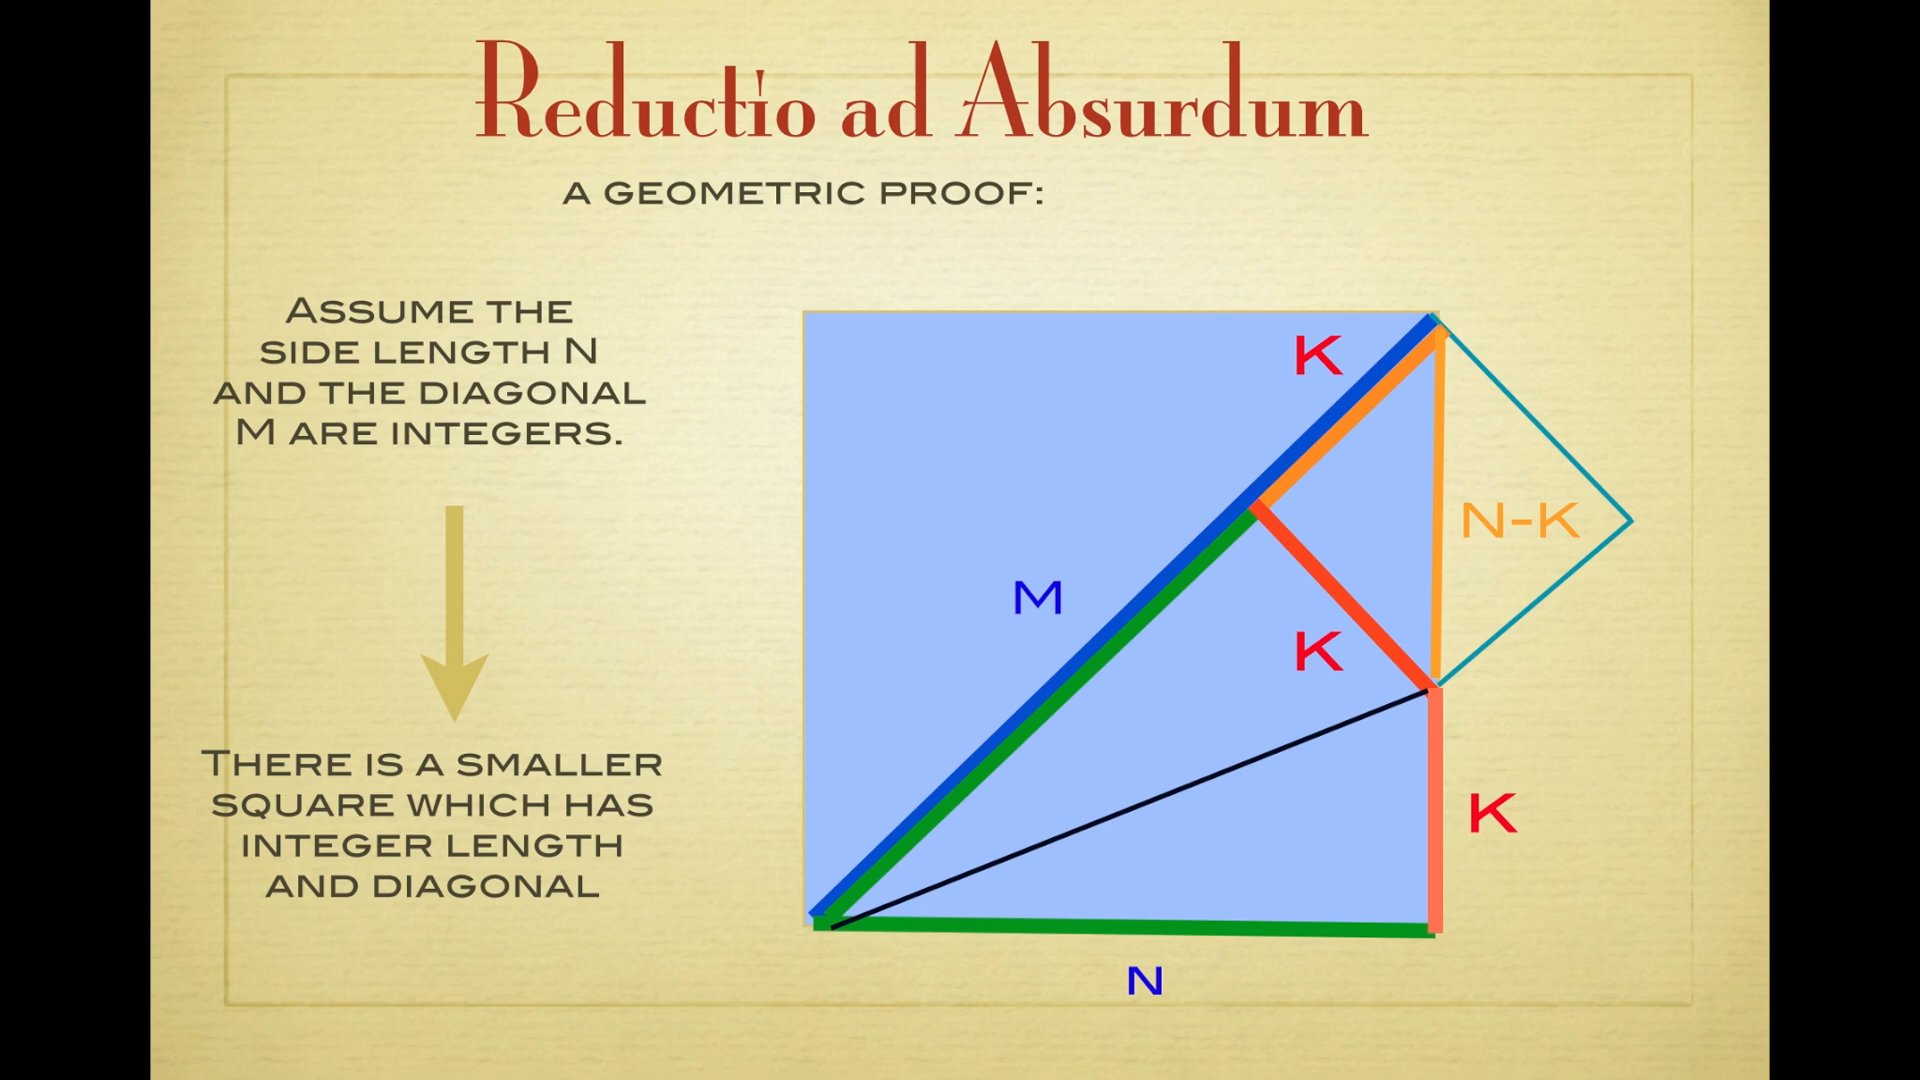 Reductio ad Absurdum
A GEOMETRIC PROOF:
ASSUME THE
SIDE LENGTH N
AND THE DIAGONAL
M ARE INTEGERS.
THERE IS A SMALLER
SQUARE WHICH HAS
INTEGER LENGTH
AND DIAGONAL
K
N-K
M
K
K
N